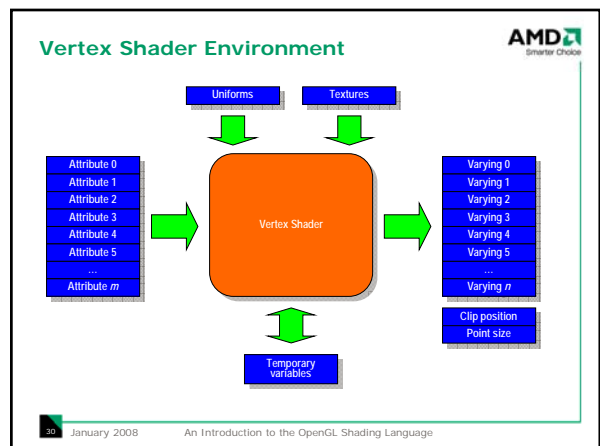 Vertex Shader Environment
AMD
Smarter Choice
Uniforms
Textures
Attribute 0
Attribute 1
Attribute 2
Attribute 3
Attribute 4
Attribute 5
...
Attribute m
Vertex Shader
Varying 0
Varying 1
Varying 2
Varying 3
Varying 4
Varying 5
...
Varying n
Clip position
Point size
Temporary
variables
30 January 2008 An Introduction to the OpenGL Shading Language